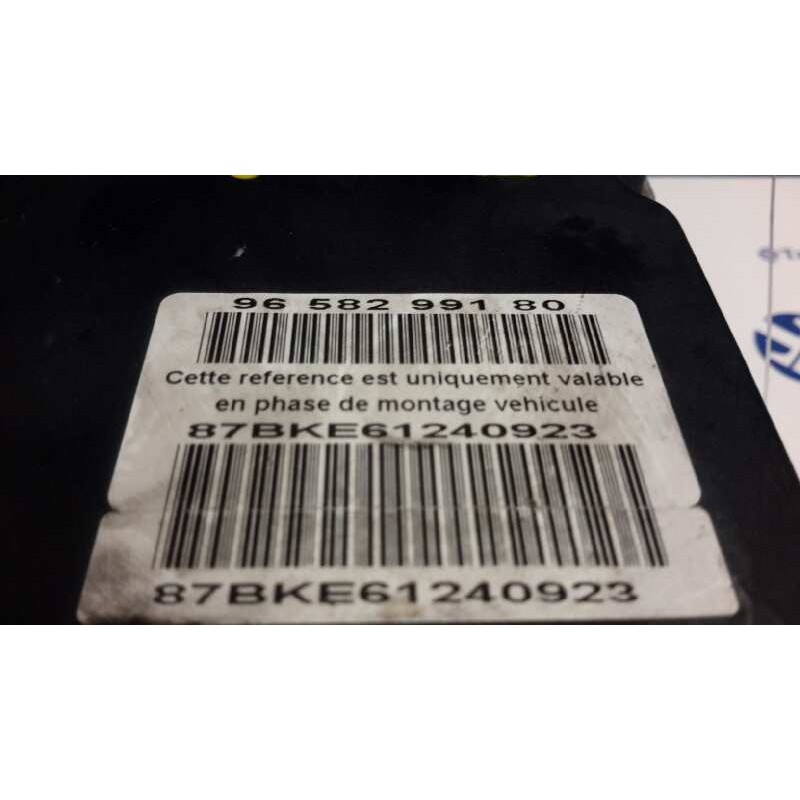 96 582 991 80
Cette reference est uniquement valable
en phase de montage vehicule
87BKE61240923
87BKE61240923